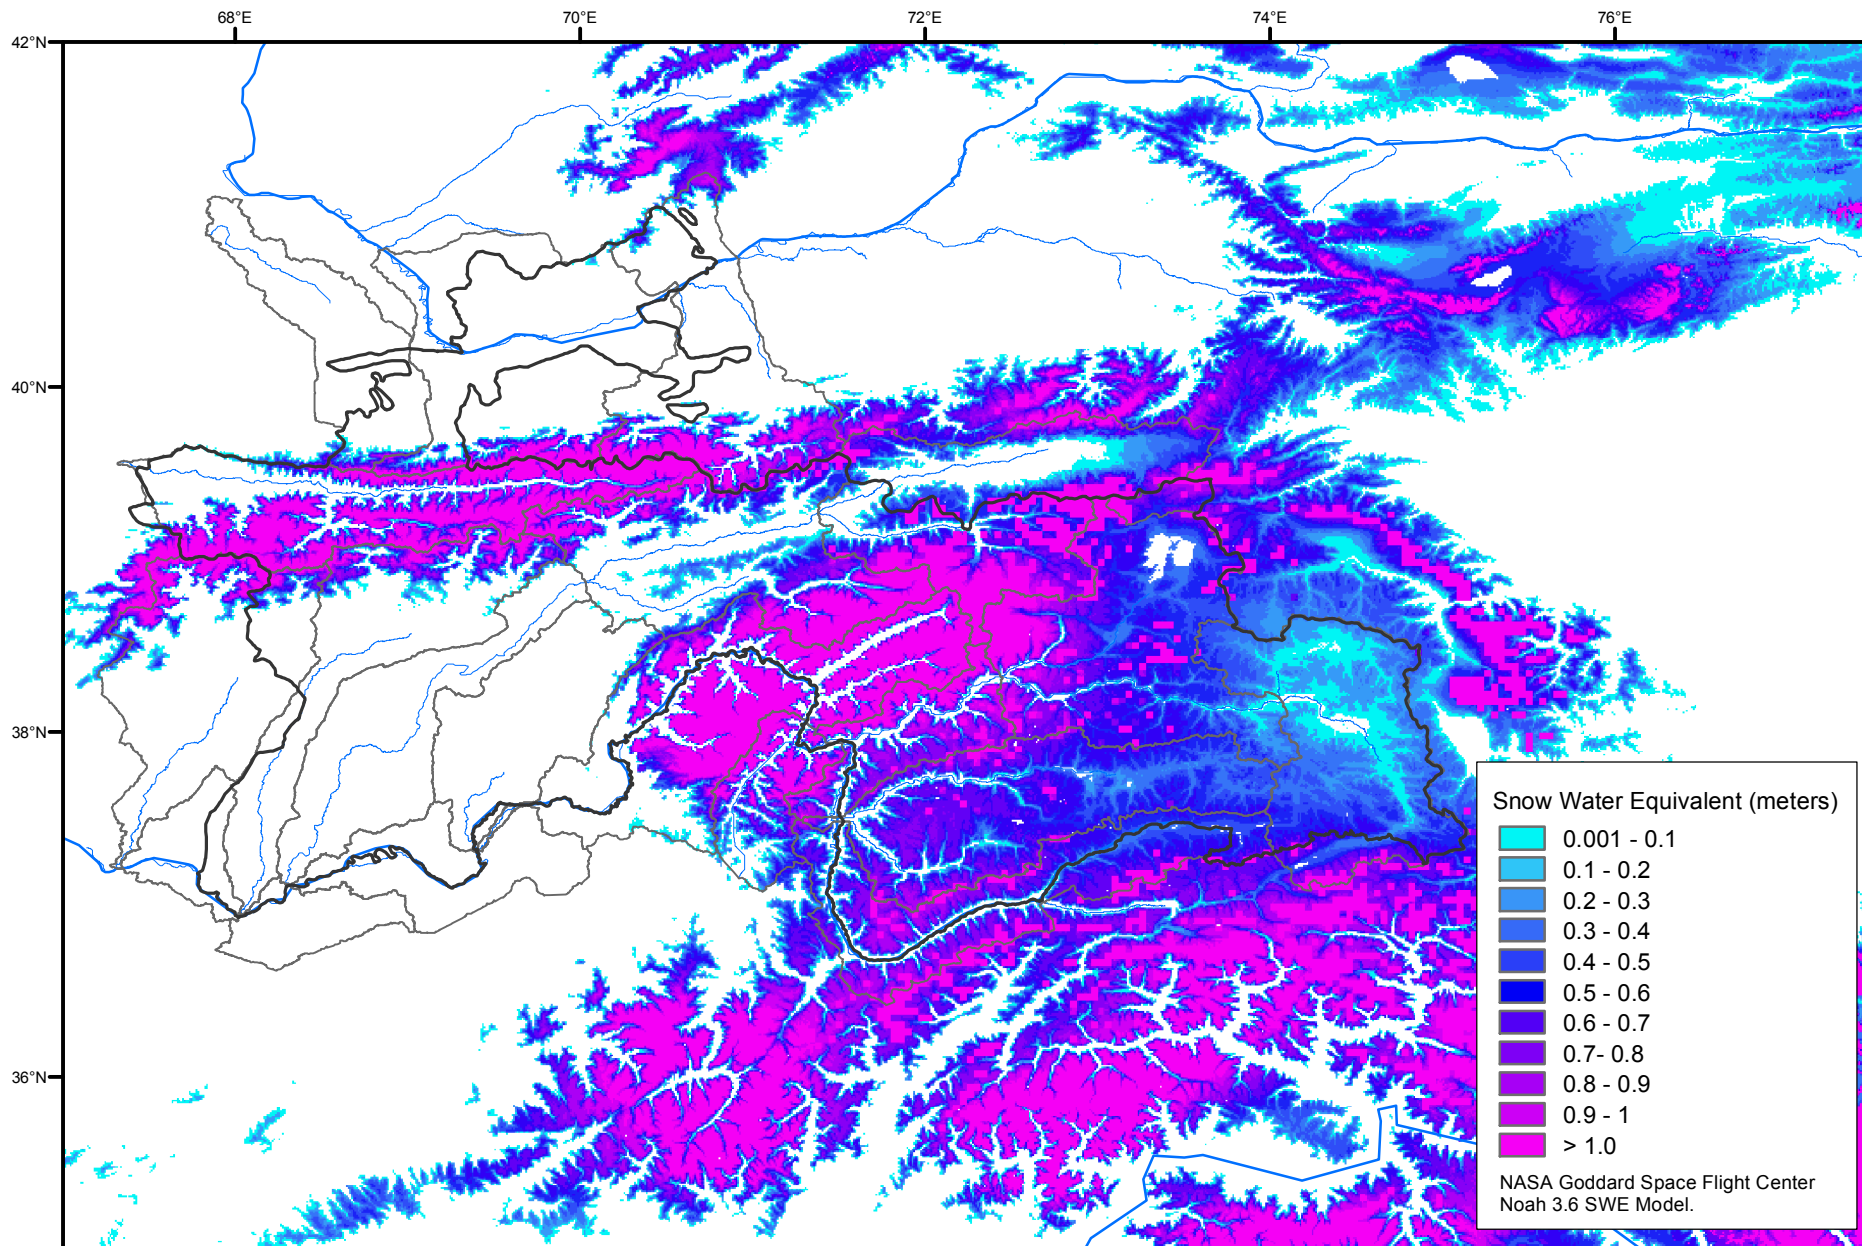 68°E
70°E
72°E
74°E
76°E
42°N
40°N
38°N
36°N
Snow Water Equivalent (meters)
0.001 - 0.1
0.1 - 0.2
0.2 - 0.3
0.3 - 0.4
0.4 - 0.5
0.5 - 0.6
0.6 - 0.7
0.7- 0.8
0.8 - 0.9
0.9 - 1
> 1.0
NASA Goddard Space Flight Center
Noah 3.6 SWE Model.